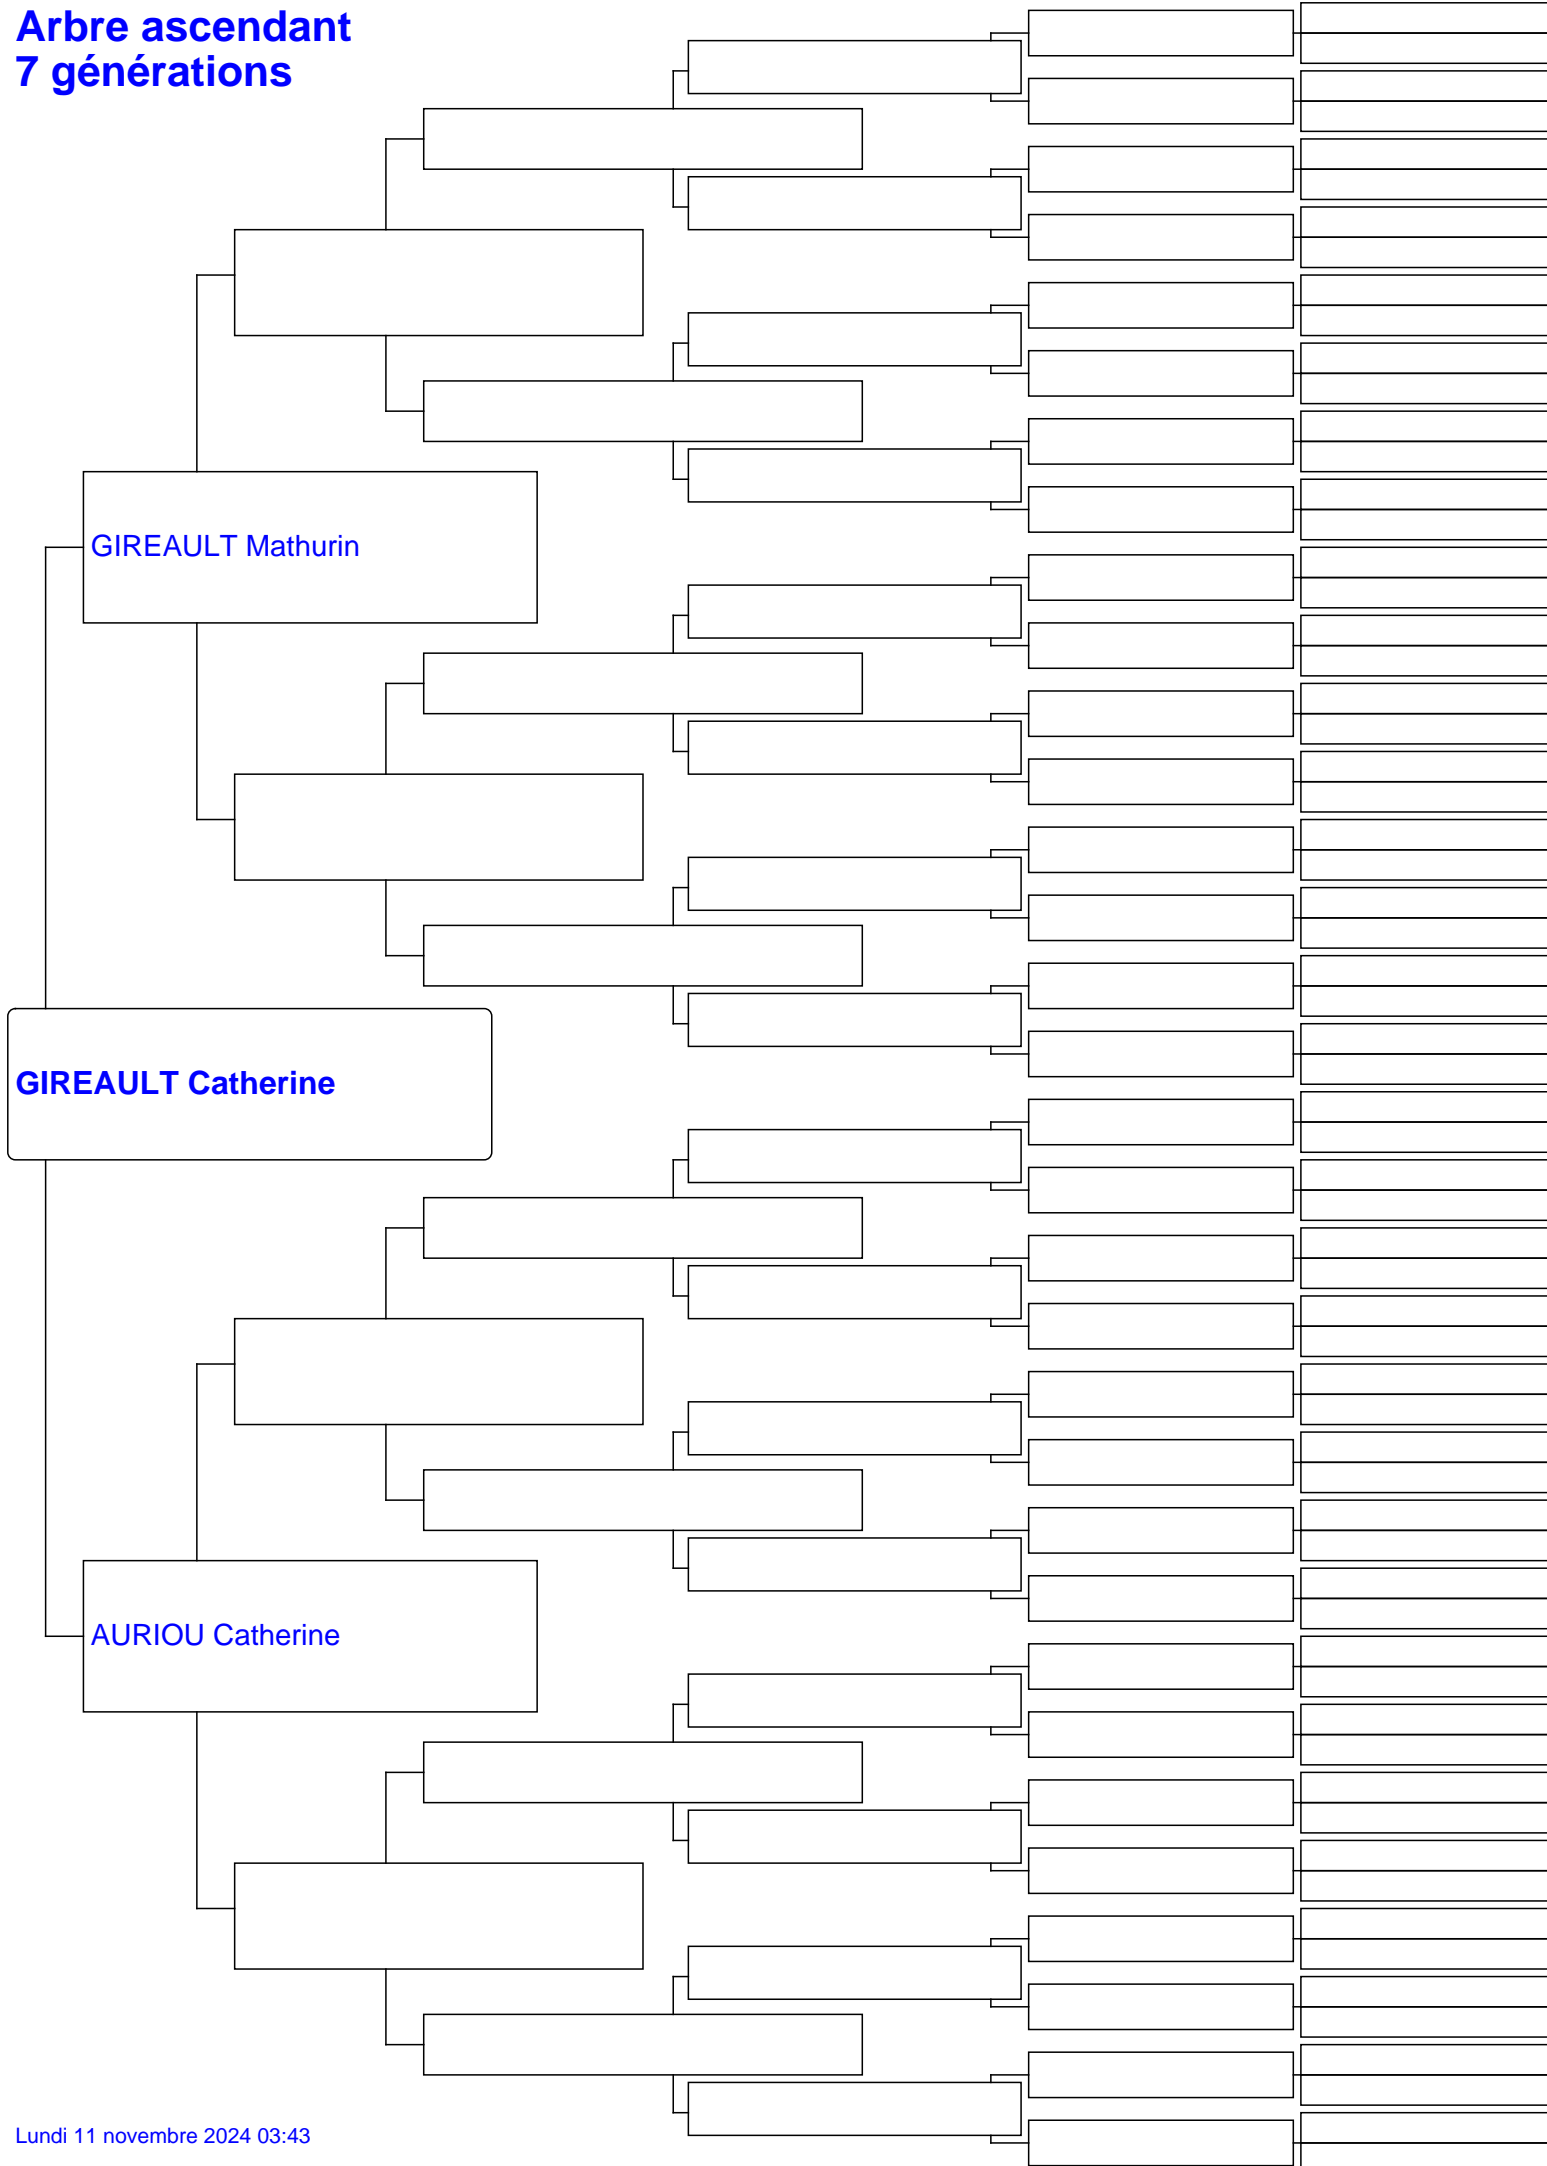 Arbre ascendant
7 générations
GIREAULT Mathurin
GIREAULT Catherine
AURIOU Catherine
Lundi 11 novembre 2024 03:43